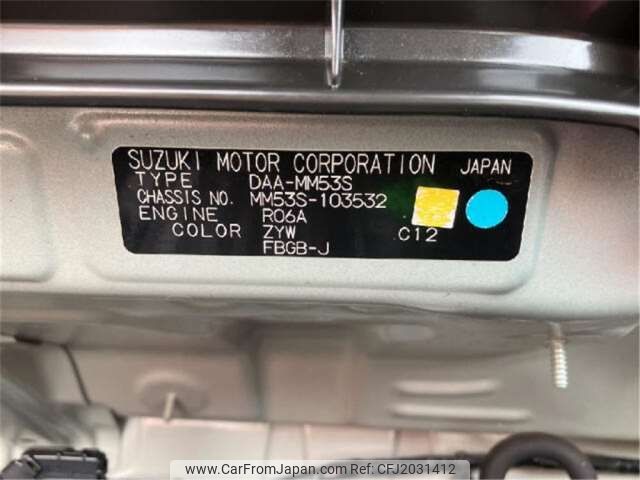 SUZUKI MOTOR CORPORATION JAPAN
TYPE DAA-MM53S
CHASSIS NO. MM53S-103532
ENGINE R06A
COLOR ZYW C12
FBGB-J
www.CarFromJapan.com | CFJ2031412